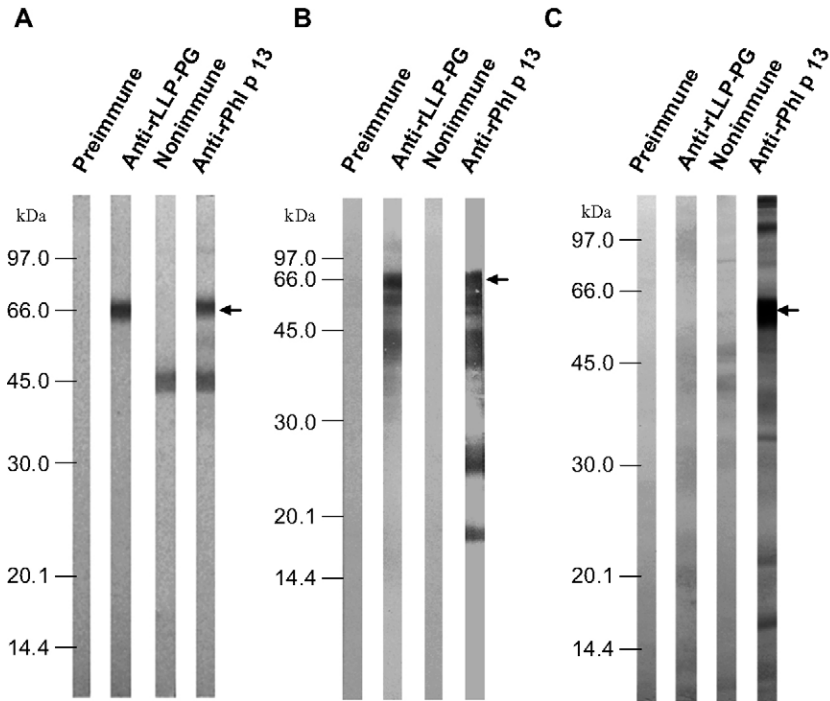 A
Preimmune
Anti-rLLP-PG
Nonimmune
Anti-rPhl p 13
kDa
97.0
66.0
45.0
30.0
20.1
14.4
B
Preimmune
Anti-rLLP-PG
Nonimmune
Anti-rPhl p 13
kDa
97.0
66.0
45.0
30.0
20.1
14.4
C
Preimmune
Anti-rLLP-PG
Nonimmune
Anti-rPhl p 13
kDa
97.0
66.0
45.0
30.0
20.1
14.4